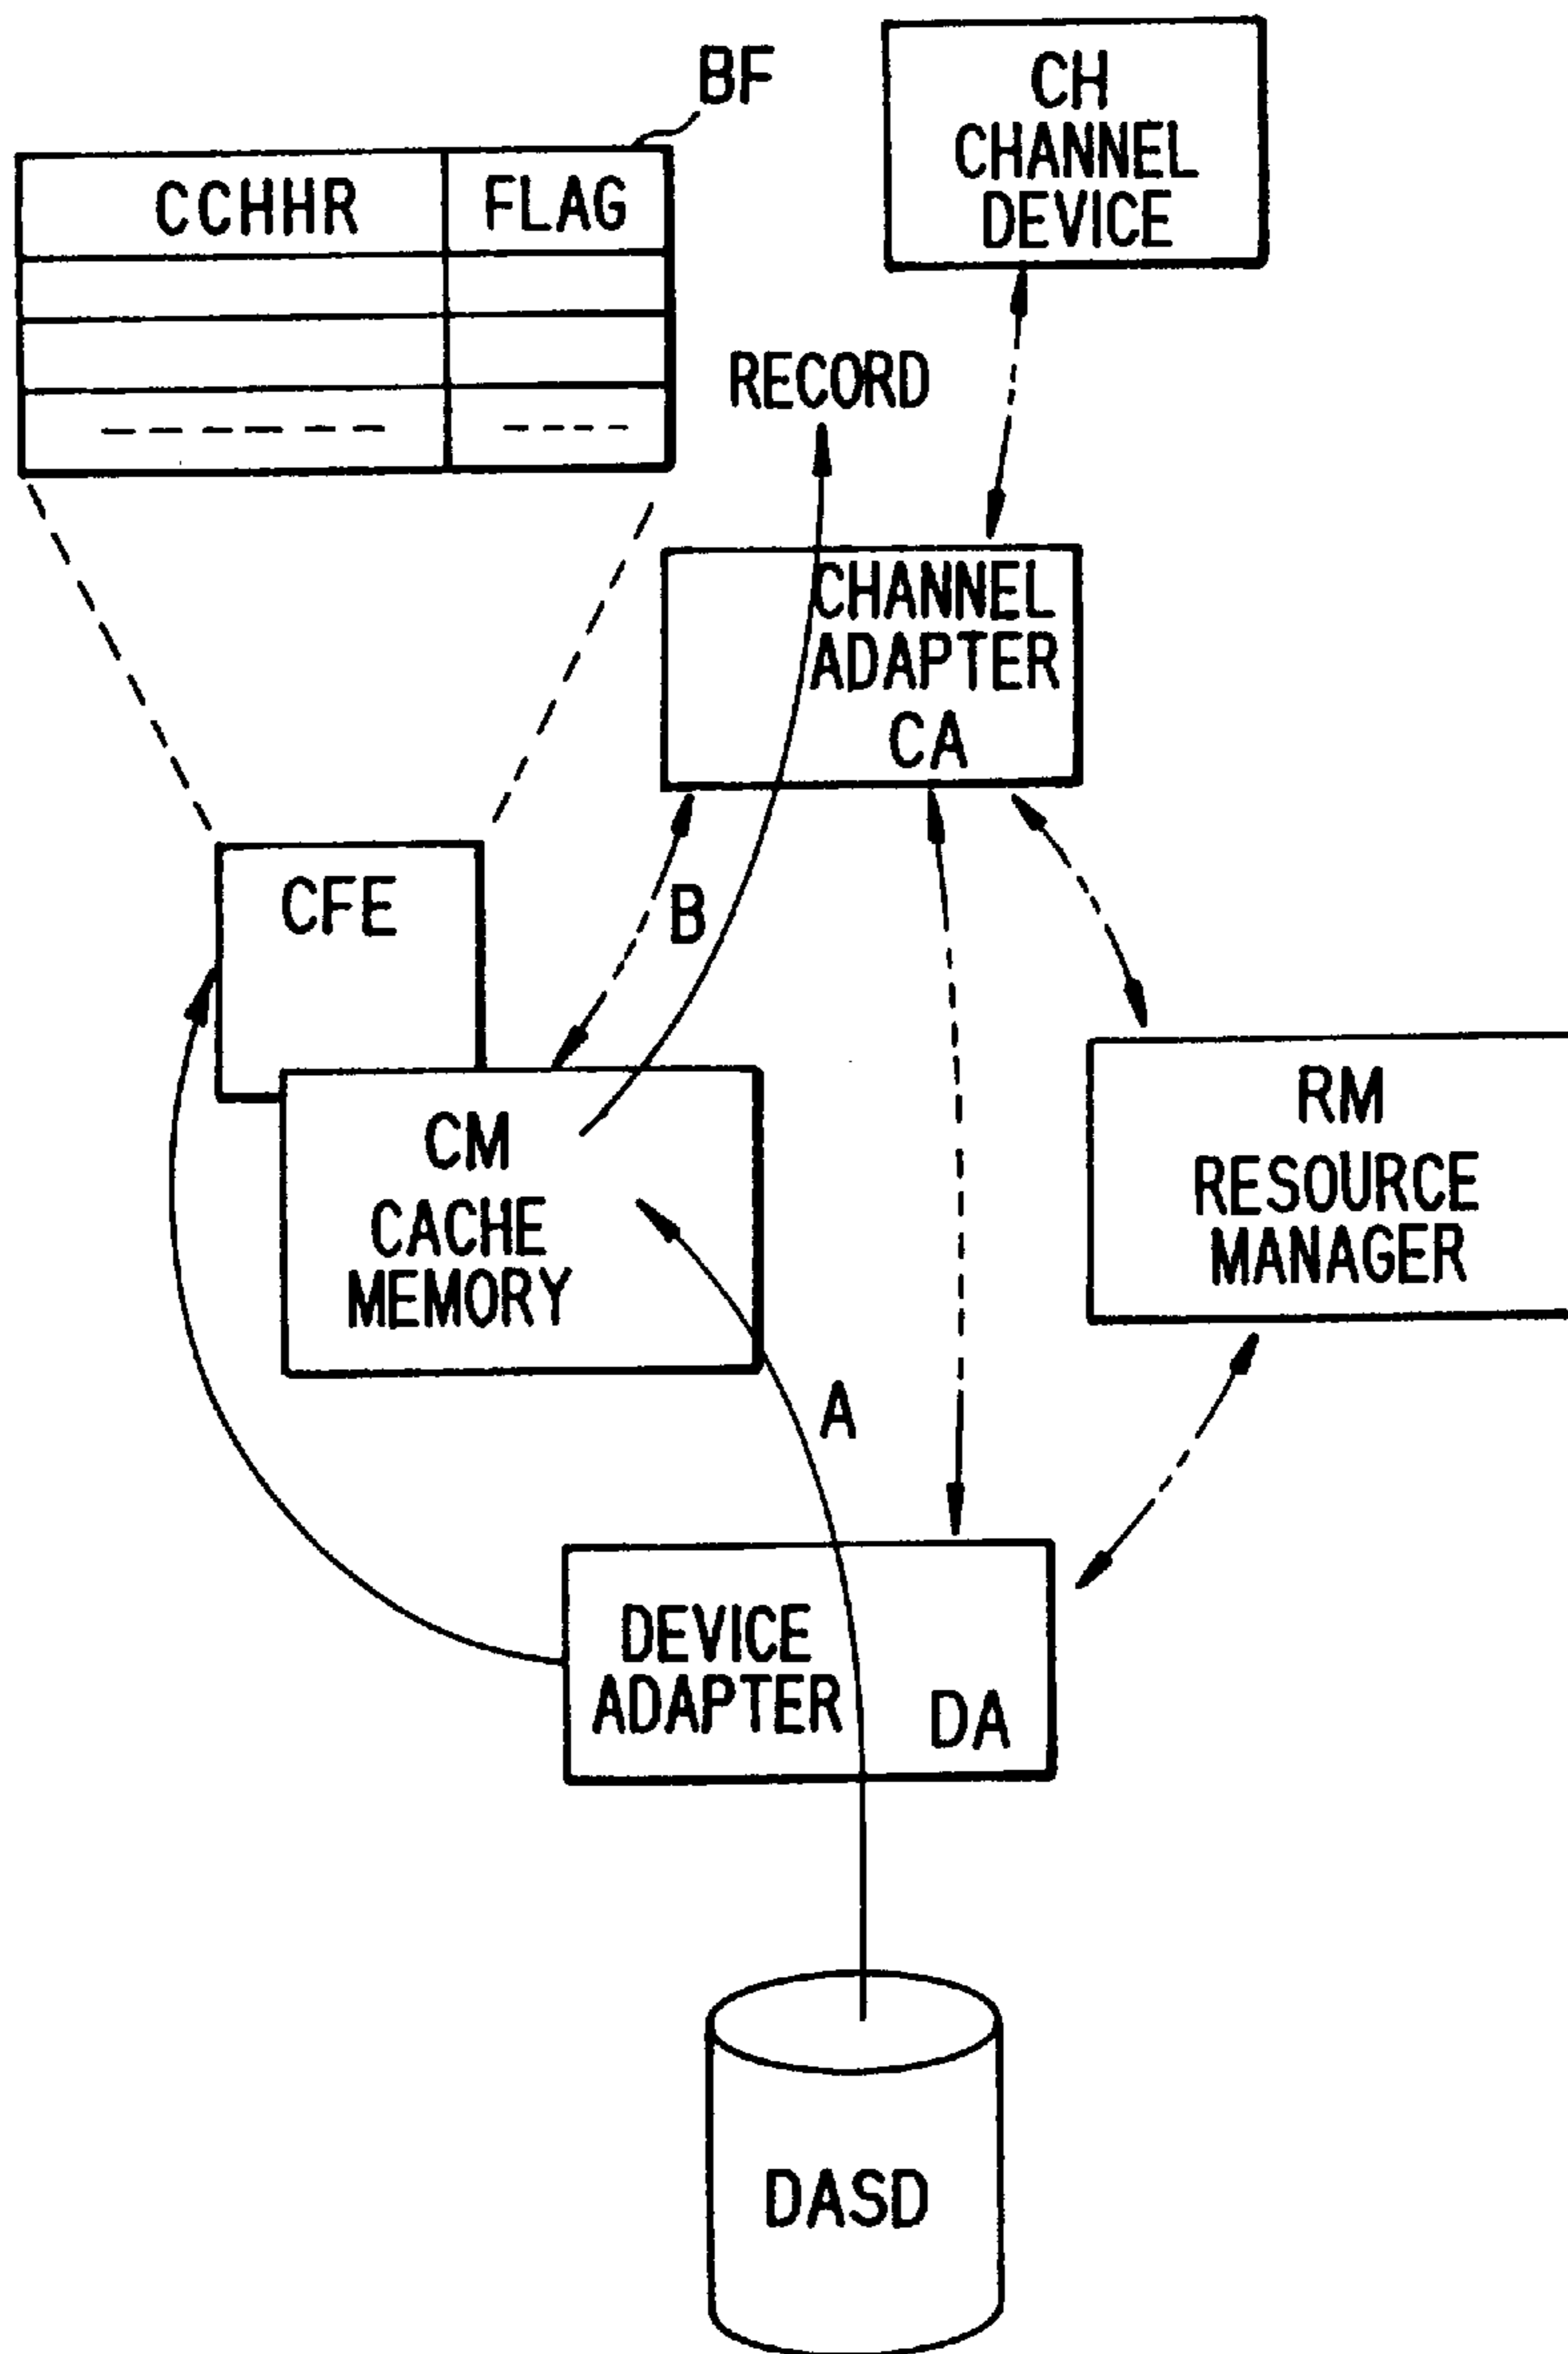 BF
CH
CHANNEL
DEVICE
CCHHR
FLAG
RECORD
CHANNEL
ADAPTER
CA
CFE
B
CM
CACHE
MEMORY
RM
RESOURCE
MANAGER
A
DEVICE
ADAPTER
DA
DASD